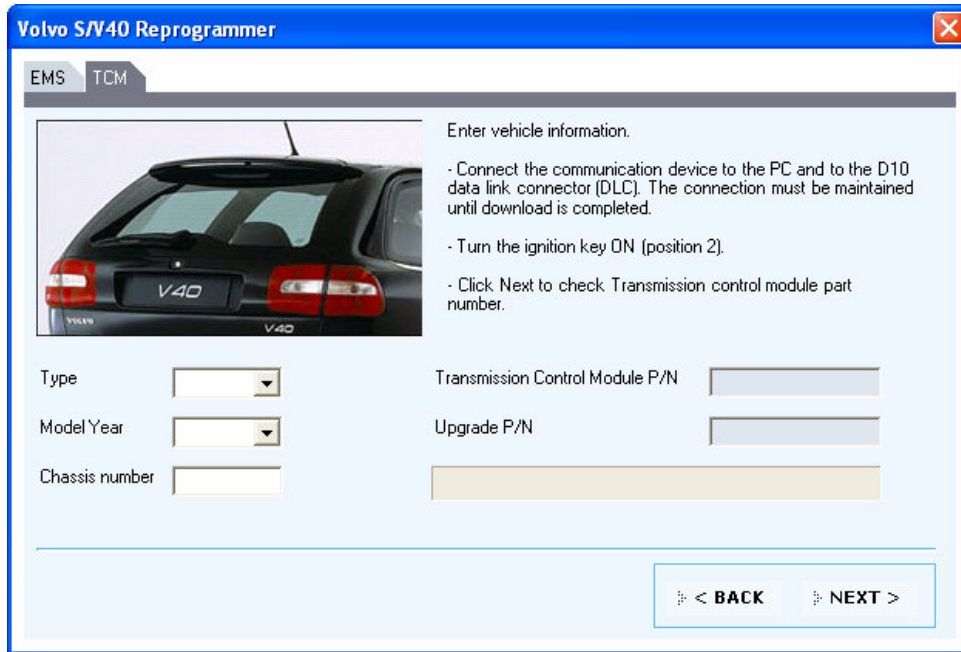 Volvo S/V40 Reprogrammer
EMS
TCM
Enter vehicle information.
- Connect the communication device to the PC and to the D10
data link connector (DLC). The connection must be maintained
until download is completed.
- Turn the ignition key ON (position 2).
- Click Next to check Transmission control module part
number.
V40
VOLVO
V40
Type
Transmission Control Module P/N
Model Year
Upgrade P/N
Chassis number
< BACK
NEXT >